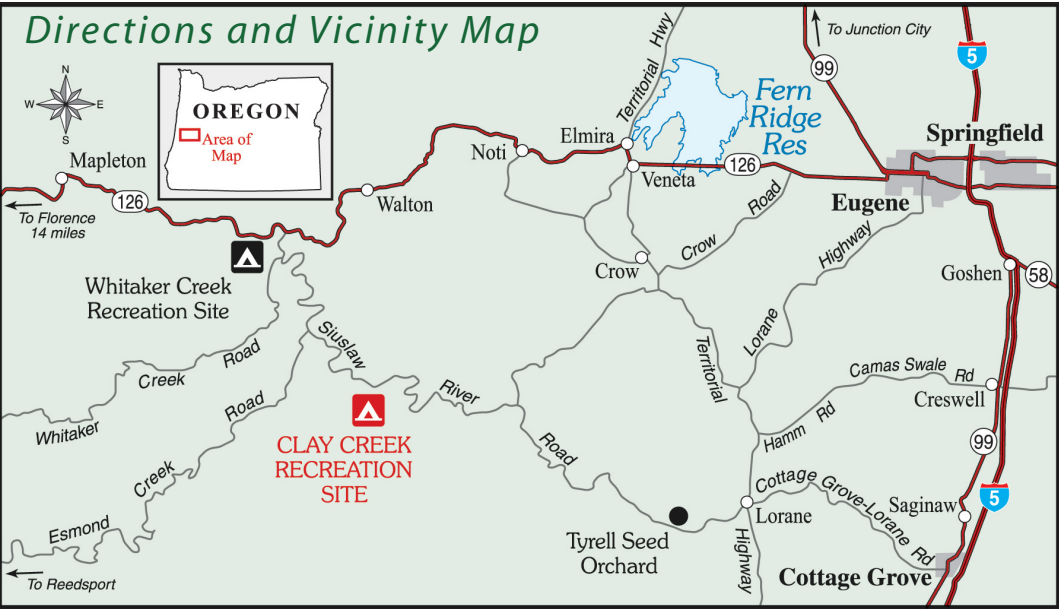 Directions and Vicinity Map
To Junction City
5
99
N
W
E
S
OREGON
Area of
Map
Territorial Hwy
Fern
Ridge
Res
Springfield
Elmira
Noti
Mapleton
126
Veneta
126
Walton
Eugene
To Florence
14 miles
Crow Road
Highway
Lorane
Crow
Goshen
58
Whitaker Creek
Recreation Site
Siuslaw
River
Road
Territorial
Highway
Creek Road
Whitaker
Camas Swale Rd
Creswell
Road
Creek
Esmond
CLAY CREEK
RECREATION
SITE
Hamm Rd
99
5
Cottage Grove-Lorane Rd
Saginaw
Lorane
Tyrell Seed
Orchard
Cottage Grove
To Reedsport